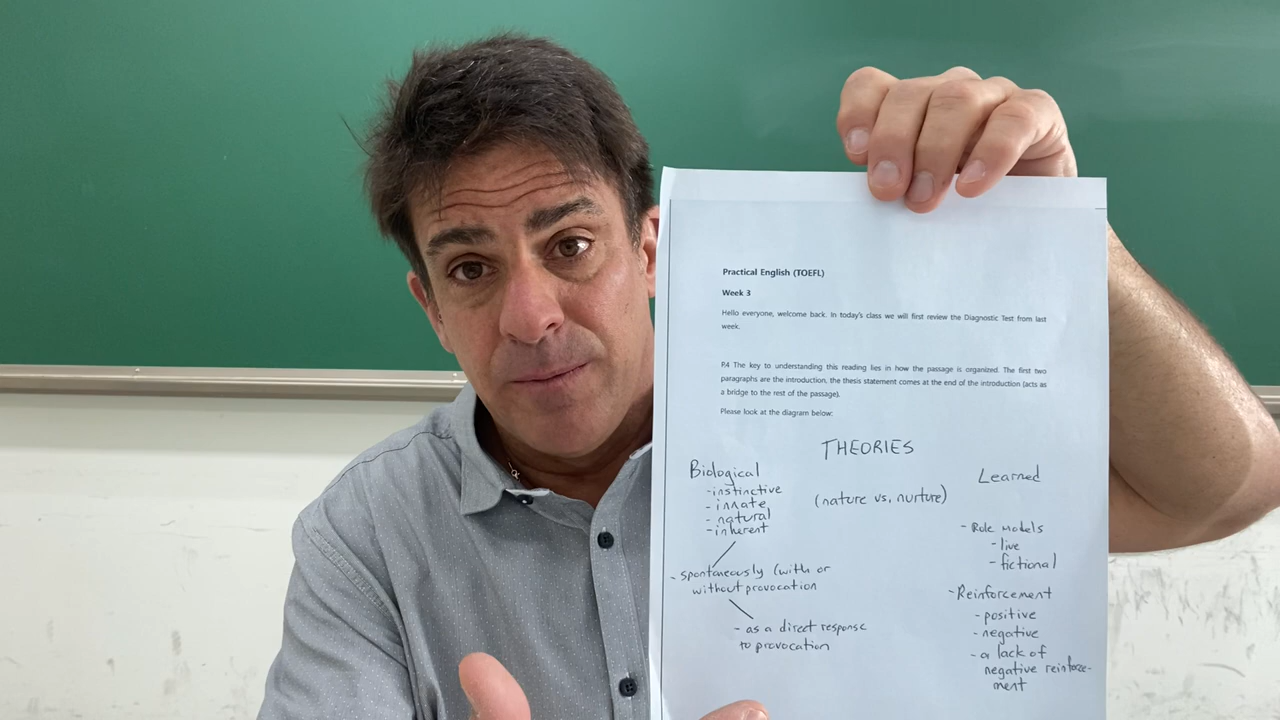 Practical English (TOEFL)
Week 3
Hello everyone, welcome back. In today's class we will first review the Diagnostic Test from last
week.
P.4 The key to understanding this reading lies in how the passage is organized. The first two
paragraphs are the introduction, the thesis statement comes at the end of the introduction (acts as
a bridge to the rest of the passage).
Please look at the diagram below:
THEORIES
(nature vs. nurture)
Biological
- instinctive
- innate
- natural
- inherent
- spontaneously (with or
without provocation
- as a direct response
to provocation
Learned
- Role Models
- live
- fictional
- Reinforcement
- positive
- negative
- a lack of
negative reinforce-
ment